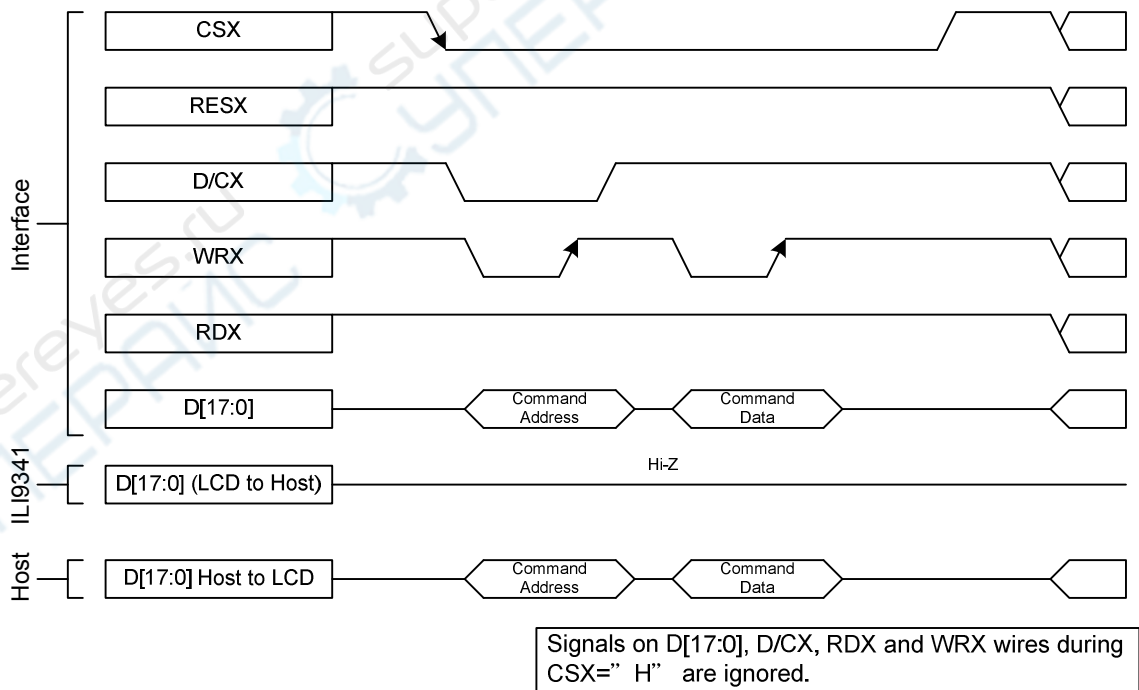 CSX
RESX
D/CX
WRX
RDX
D[17:0]
Command
Address
Command
Data
Interface
Hi-Z
D[17:0] (LCD to Host)
ILI9341
D[17:0] Host to LCD
Command
Address
Command
Data
Host
Signals on D[17:0], D/CX, RDX and WRX wires during
CSX=” H” are ignored.